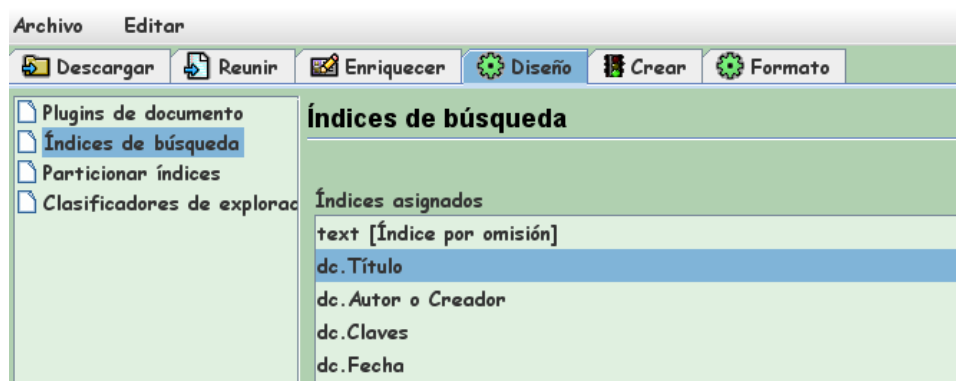 Archivo Editar
Descargar Reunir Enriquecer Diseño Crear Formato
Plugins de documento
Índices de búsqueda
Particionar índices
Clasificadores de explorac
Índices de búsqueda
Índices asignados
text [Índice por omisión]
dc.Título
dc.Autor o Creador
dc.Claves
dc.Fecha